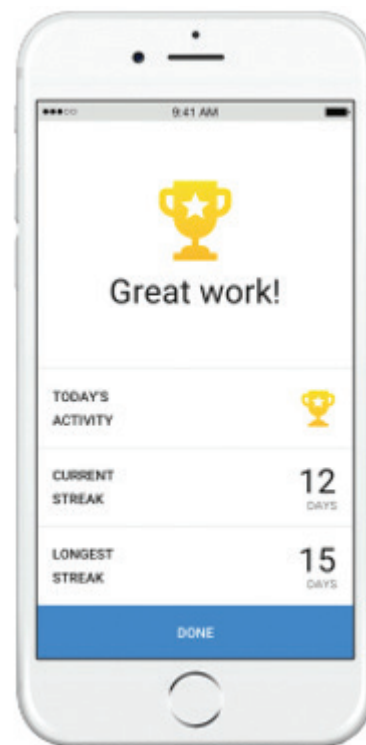 9:41 AM
Great work!
TODAY'S
ACTIVITY
CURRENT
STREAK
12
DAYS
LONGEST
STREAK
15
DAYS
DONE